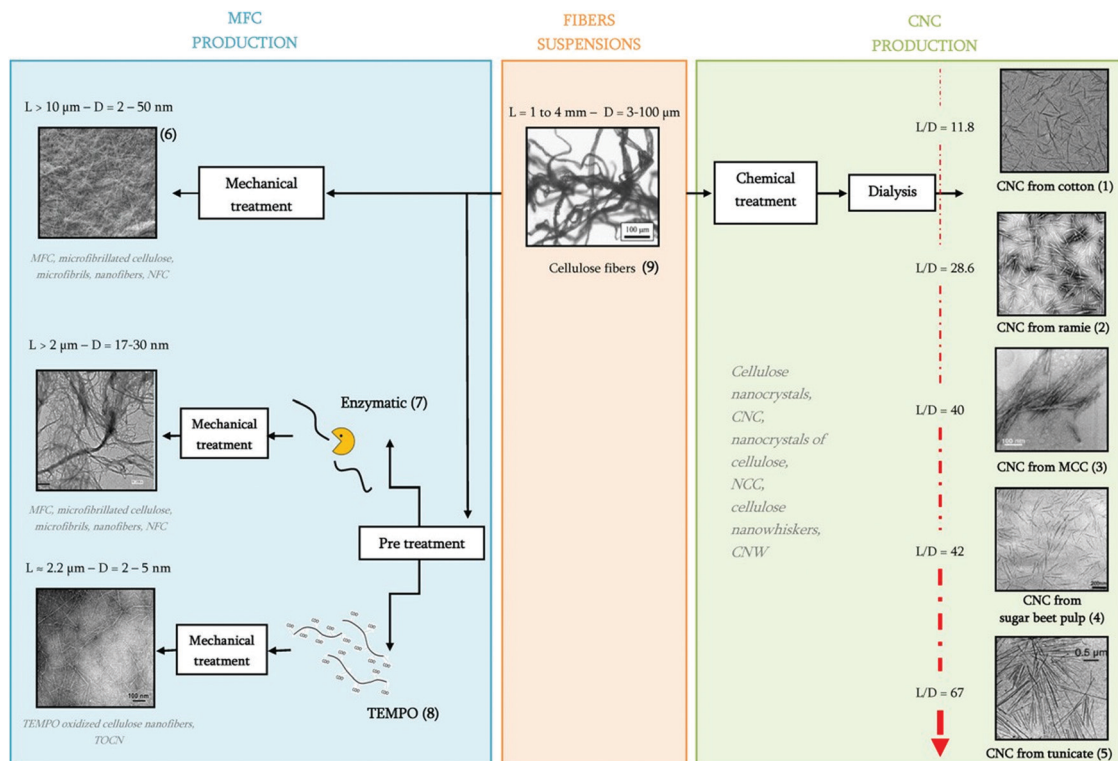 MFC
PRODUCTION
FIBERS
SUSPENSIONS
CNC
PRODUCTION
L > 10 µm – D = 2 – 50 nm
(6)
Mechanical
treatment
MFC, microfibrillated cellulose,
microfibrils, nanofibers, NFC
L > 2 µm – D = 17-30 nm
Mechanical
treatment
Enzymatic (7)
MFC, microfibrillated cellulose,
microfibrils, nanofibers, NFC
Pre treatment
L ≈ 2.2 µm – D = 2 – 5 nm
Mechanical
treatment
100 nm
TEMPO (8)
TEMPO oxidized cellulose nanofibers,
TOCN
L = 1 to 4 mm – D = 3-100 µm
100 µm
Cellulose fibers (9)
Chemical
treatment
Dialysis
Cellulose
nanocrystals,
CNC,
nanocrystals of
cellulose,
NCC,
cellulose
nanowhiskers,
CNW
L/D = 11.8
CNC from cotton (1)
L/D = 28.6
CNC from ramie (2)
L/D = 40
100 nm
CNC from MCC (3)
L/D = 42
CNC from
sugar beet pulp (4)
L/D = 67
0.5 µm
CNC from tunicate (5)